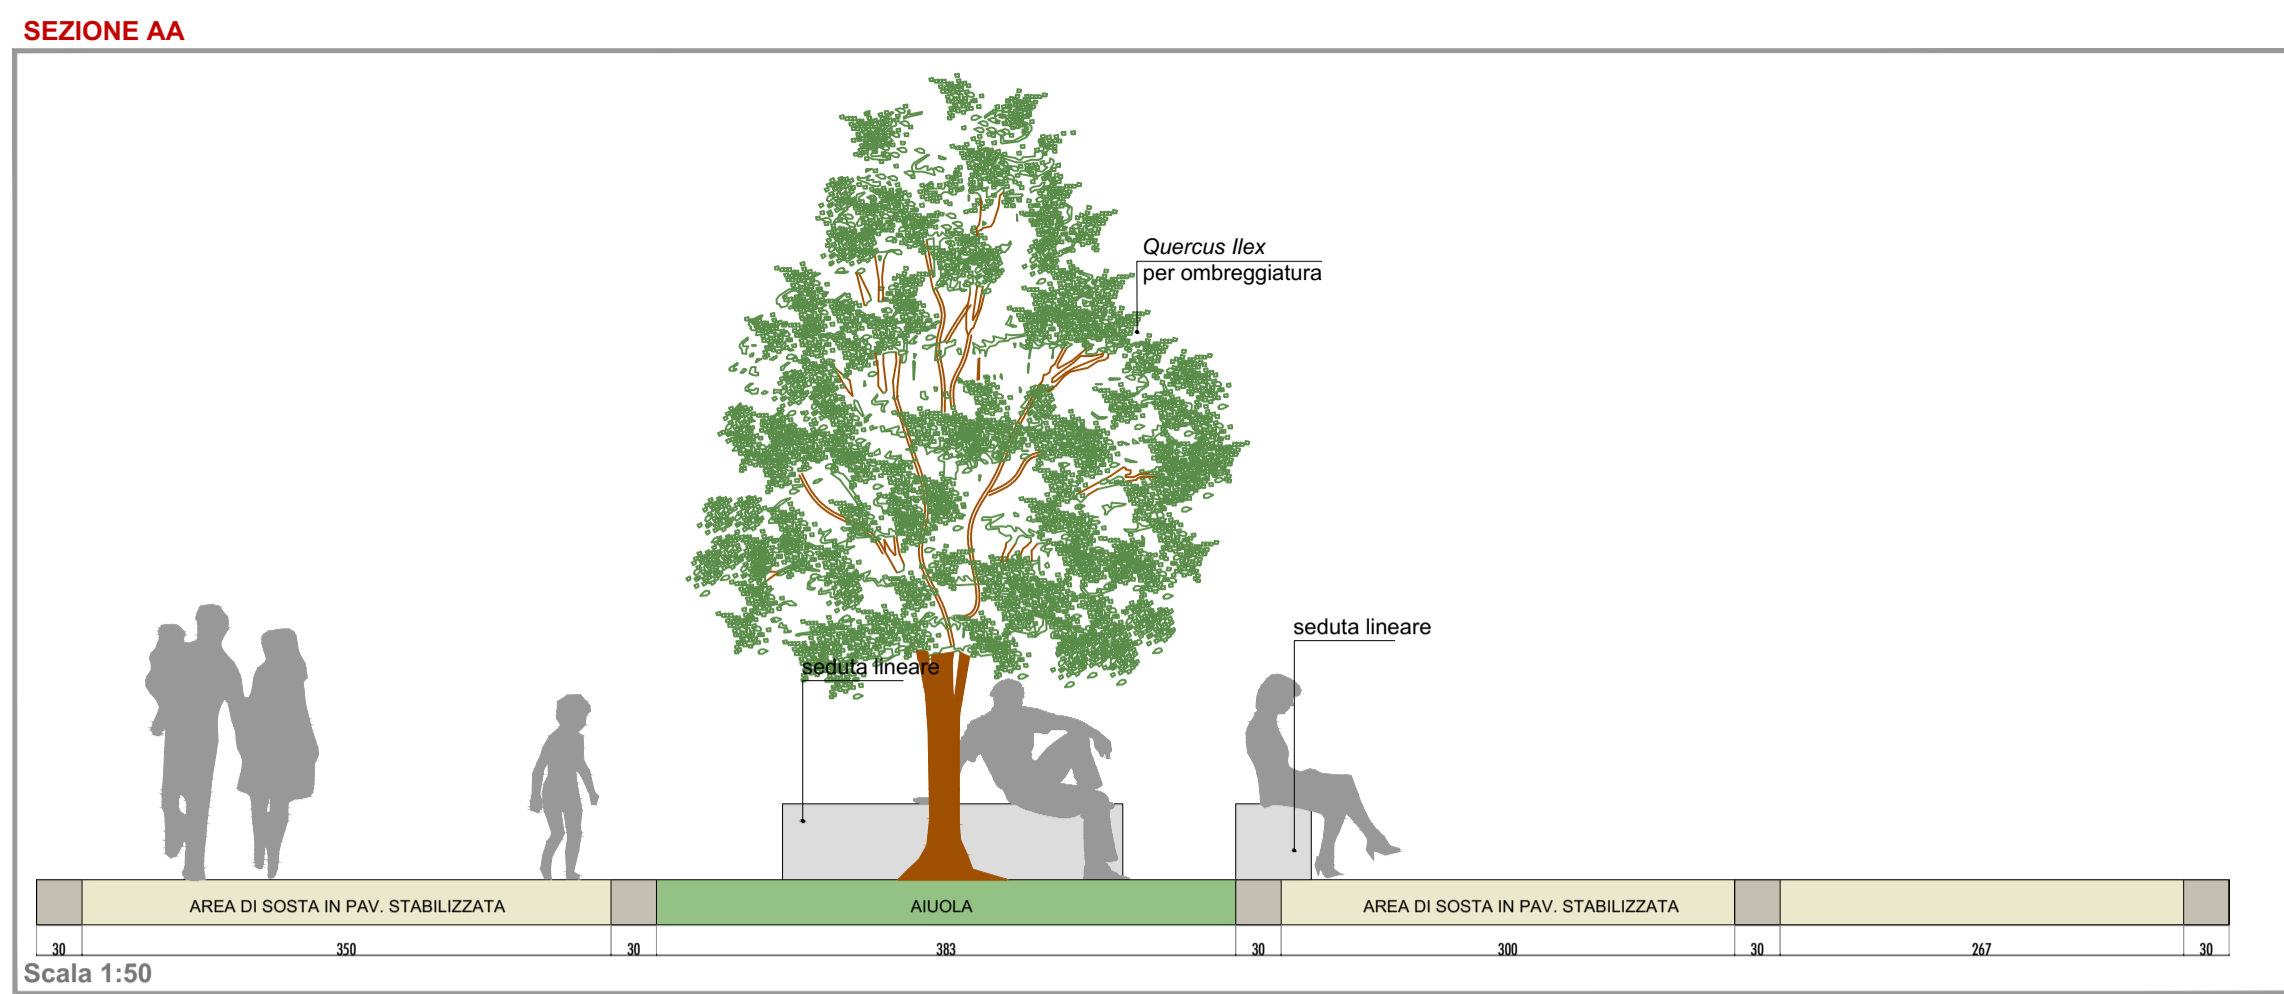 SEZIONE AA
Quercus Ilex
per ombreggiatura
seduta lineare
seduta lineare
AREA DI SOSTA IN PAV. STABILIZZATA
AIUOLA
AREA DI SOSTA IN PAV. STABILIZZATA
30 350 30 383 30 300 30 267 30
Scala 1:50